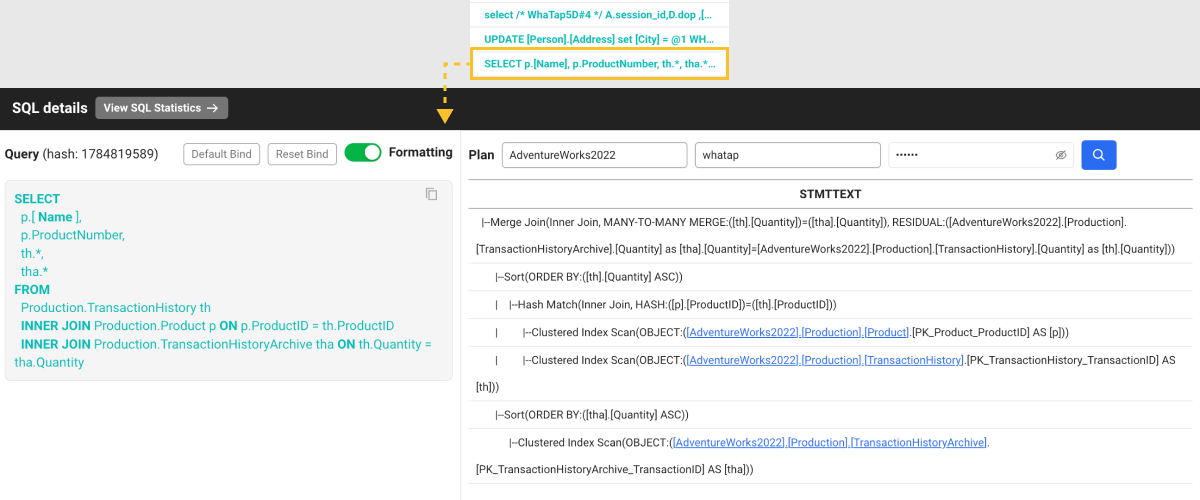 select /* WhaTap5D#4 */ A.session_id,D.dop ,[...
UPDATE [Person].[Address] set [City] = @1 WH...
SELECT p.[Name], p.ProductNumber, th.*, tha.*...
SQL details View SQL Statistics →
Query (hash: 1784819589) Default Bind Reset Bind Formatting
SELECT
p.[ Name ],
p.ProductNumber,
th.*,
tha.*
FROM
Production.TransactionHistory th
INNER JOIN Production.Product p ON p.ProductID = th.ProductID
INNER JOIN Production.TransactionHistoryArchive tha ON th.Quantity =
tha.Quantity
Plan AdventureWorks2022 whatap ••••••
STMTTEXT
|--Merge Join(Inner Join, MANY-TO-MANY MERGE:([th].[Quantity])=([tha].[Quantity]), RESIDUAL:([AdventureWorks2022].[Production].
[TransactionHistoryArchive].[Quantity] as [tha].[Quantity]=[AdventureWorks2022].[Production].[TransactionHistory].[Quantity] as [th].[Quantity]))
|--Sort(ORDER BY:([th].[Quantity] ASC))
| |--Hash Match(Inner Join, HASH:([p].[ProductID])=([th].[ProductID]))
| |--Clustered Index Scan(OBJECT:([AdventureWorks2022].[Production].[Product].[PK_Product_ProductID] AS [p]))
| |--Clustered Index Scan(OBJECT:([AdventureWorks2022].[Production].[TransactionHistory].[PK_TransactionHistory_TransactionID] AS
[th]))
|--Sort(ORDER BY:([tha].[Quantity] ASC))
|--Clustered Index Scan(OBJECT:([AdventureWorks2022].[Production].[TransactionHistoryArchive].
[PK_TransactionHistoryArchive_TransactionID] AS [tha]))